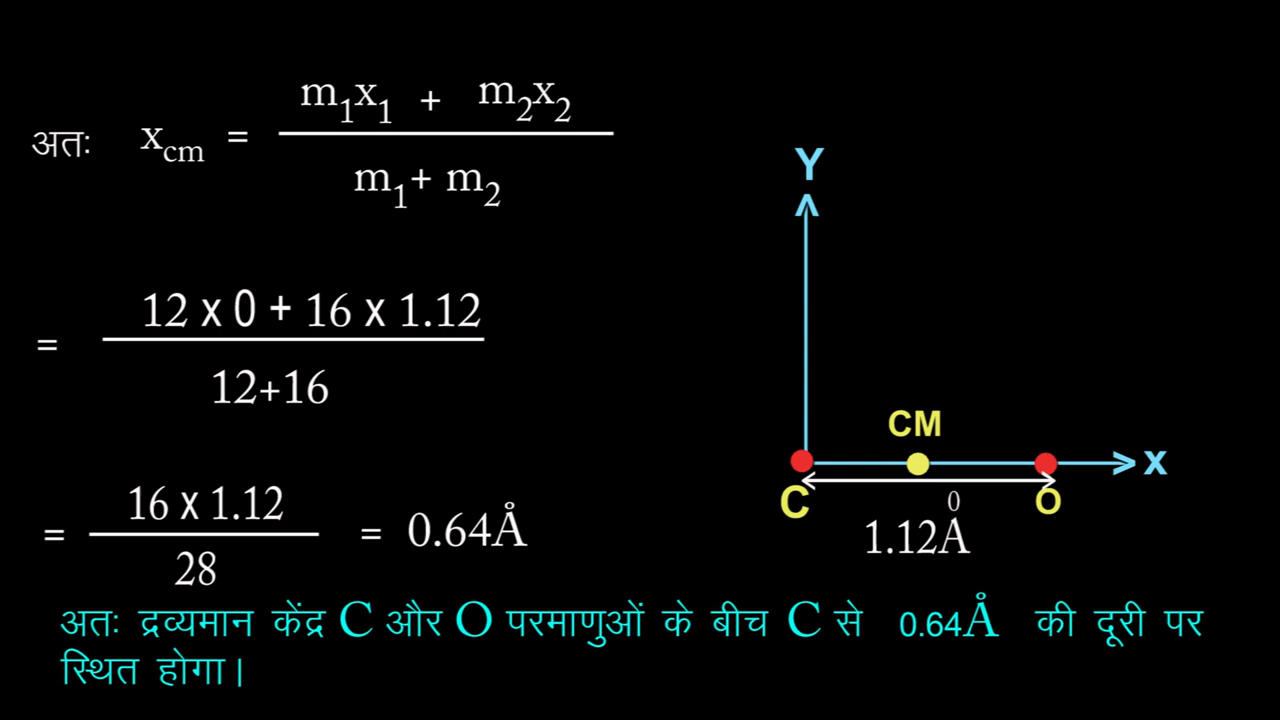 अतः x_cm = (m₁x₁ + m₂x₂) / (m₁+ m₂)
= (12 x 0 + 16 x 1.12) / (12+16)
= (16 x 1.12) / 28 = 0.64Å
Y
CM
x
C
O
1.12Å
अतः द्रव्यमान केंद्र C और O परमाणुओं के बीच C से 0.64Å की दूरी पर
स्थित होगा।